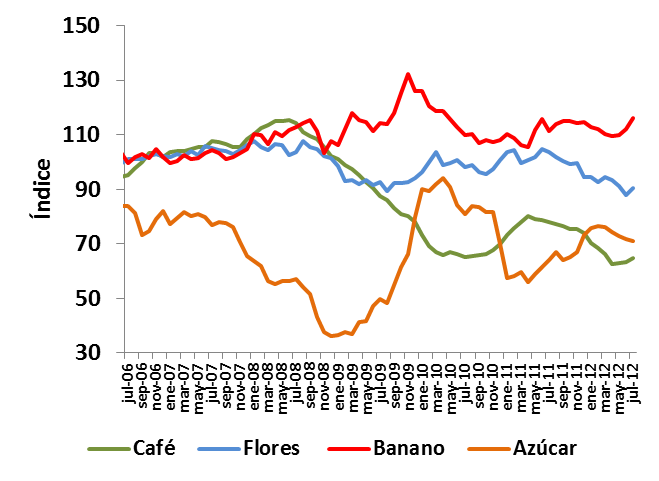 150
130
110
90
70
50
30
Índice
jul-06
sep-06
nov-06
ene-07
mar-07
may-07
jul-07
sep-07
nov-07
ene-08
mar-08
may-08
jul-08
sep-08
nov-08
ene-09
mar-09
may-09
jul-09
sep-09
nov-09
ene-10
mar-10
may-10
jul-10
sep-10
nov-10
ene-11
mar-11
may-11
jul-11
sep-11
nov-11
ene-12
mar-12
may-12
jul-12
Café Flores Banano Azúcar